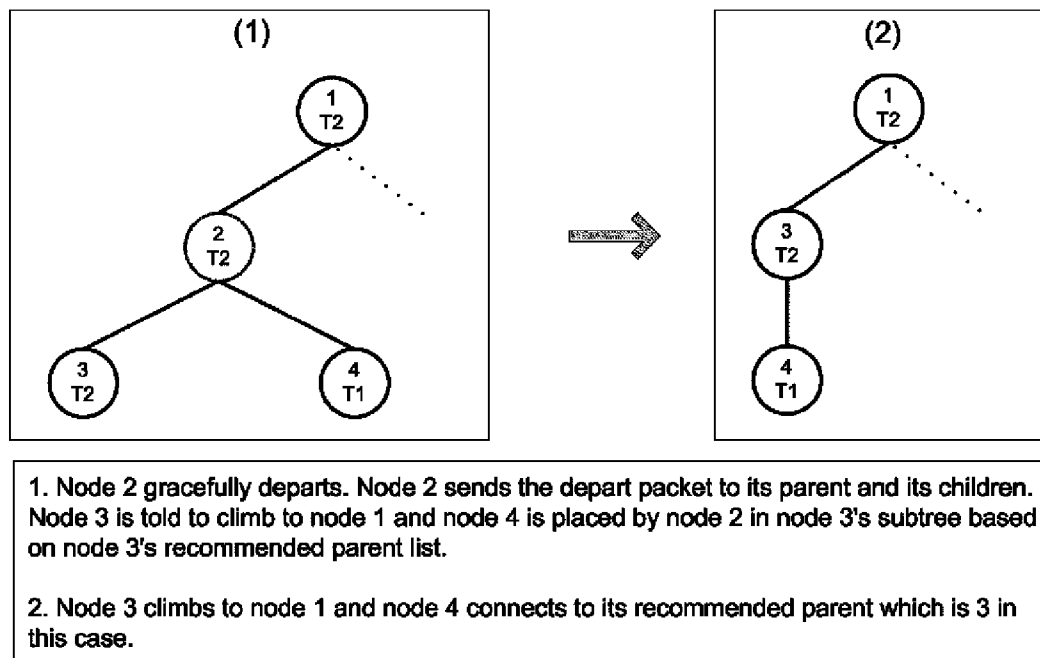 (1)
1
T2
2
T2
3
T2
4
T1
(2)
1
T2
3
T2
4
T1
1. Node 2 gracefully departs. Node 2 sends the depart packet to its parent and its children.
Node 3 is told to climb to node 1 and node 4 is placed by node 2 in node 3's subtree based
on node 3's recommended parent list.
2. Node 3 climbs to node 1 and node 4 connects to its recommended parent which is 3 in
this case.